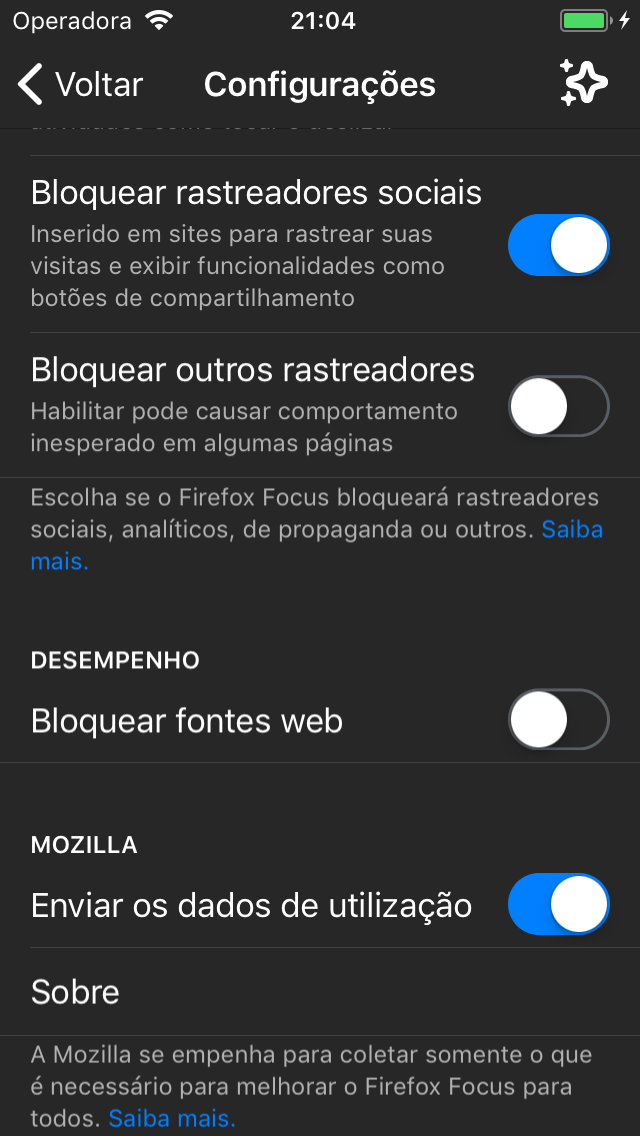 Operadora
21:04
Voltar
Configurações
Bloquear rastreadores sociais
Inserido em sites para rastrear suas
visitas e exibir funcionalidades como
botões de compartilhamento
Bloquear outros rastreadores
Habilitar pode causar comportamento
inesperado em algumas páginas
Escolha se o Firefox Focus bloqueará rastreadores
sociais, analíticos, de propaganda ou outros. Saiba
mais.
DESEMPENHO
Bloquear fontes web
MOZILLA
Enviar os dados de utilização
Sobre
A Mozilla se empenha para coletar somente o que
é necessário para melhorar o Firefox Focus para
todos. Saiba mais.